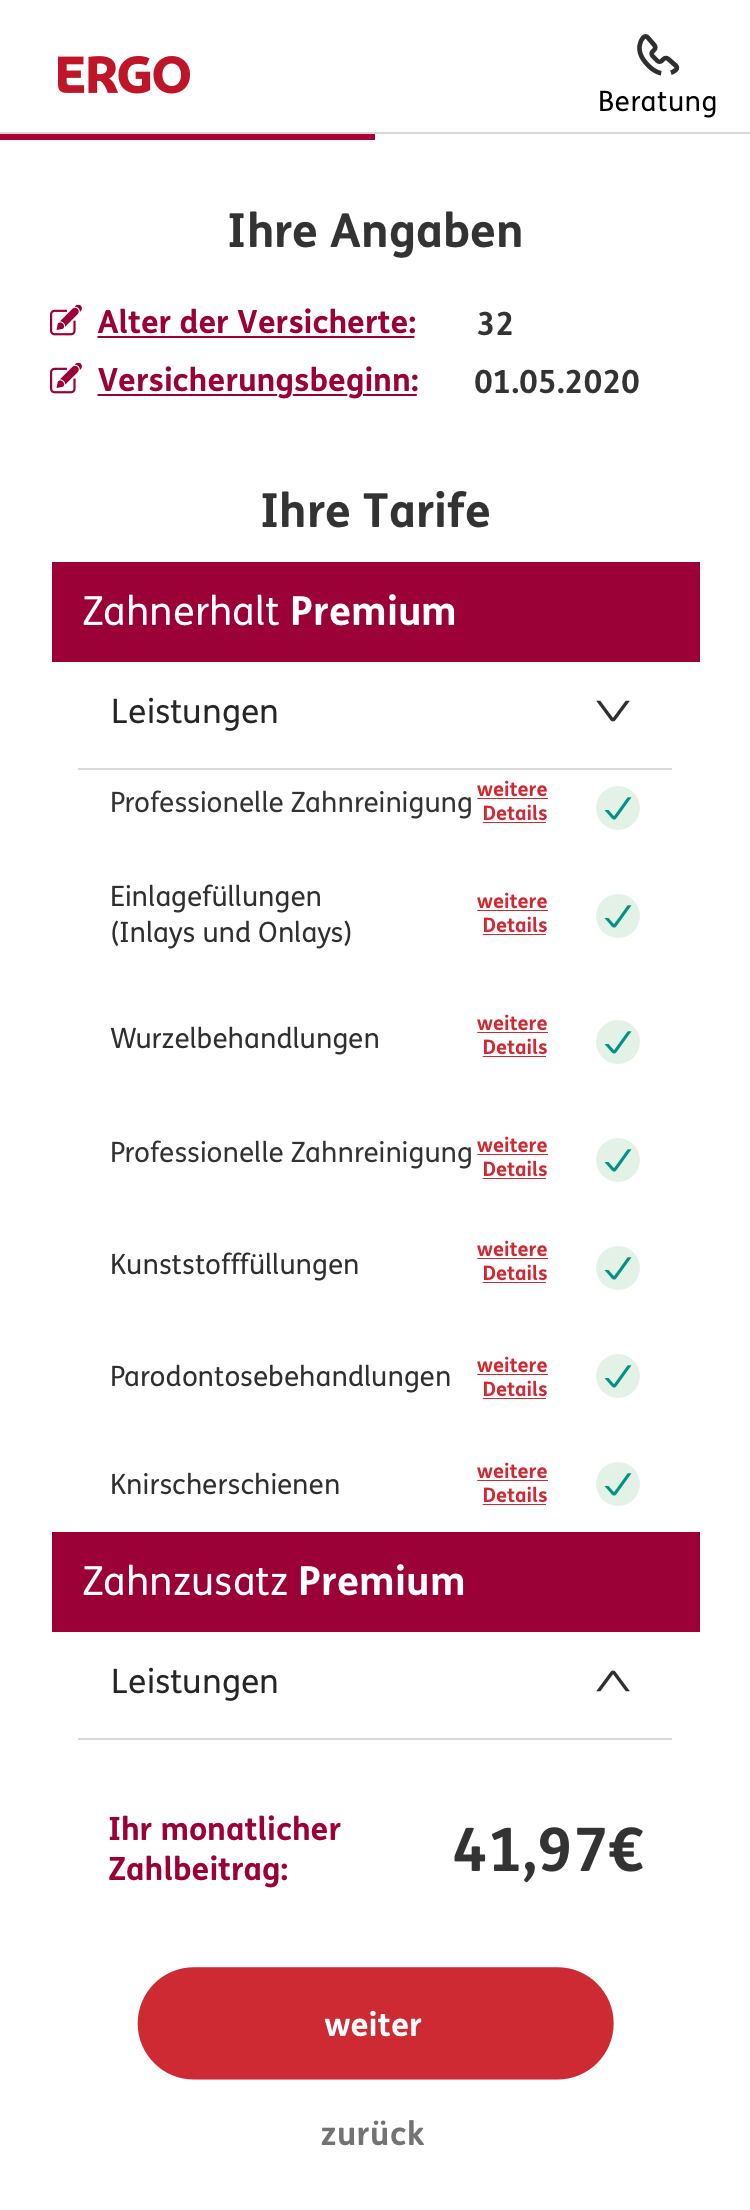 ERGO
Beratung
Ihre Angaben
Alter der Versicherte: 32
Versicherungsbeginn: 01.05.2020
Ihre Tarife
Zahnerhalt Premium
Leistungen
Professionelle Zahnreinigung weitere
Details
Einlagefüllungen
(Inlays und Onlays)
weitere
Details
Wurzelbehandlungen
weitere
Details
Professionelle Zahnreinigung weitere
Details
Kunststofffüllungen
weitere
Details
Parodontosebehandlungen
weitere
Details
Knirscherschienen
weitere
Details
Zahnzusatz Premium
Leistungen
Ihr monatlicher
Zahlbeitrag:
41,97€
weiter
zurück